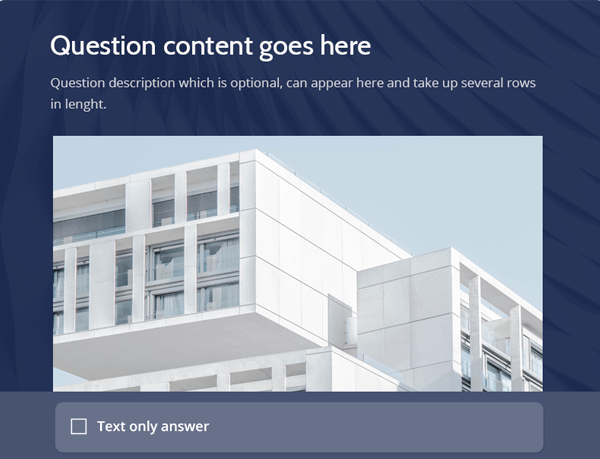 Question content goes here
Question description which is optional, can appear here and take up several rows
in lenght.
Text only answer